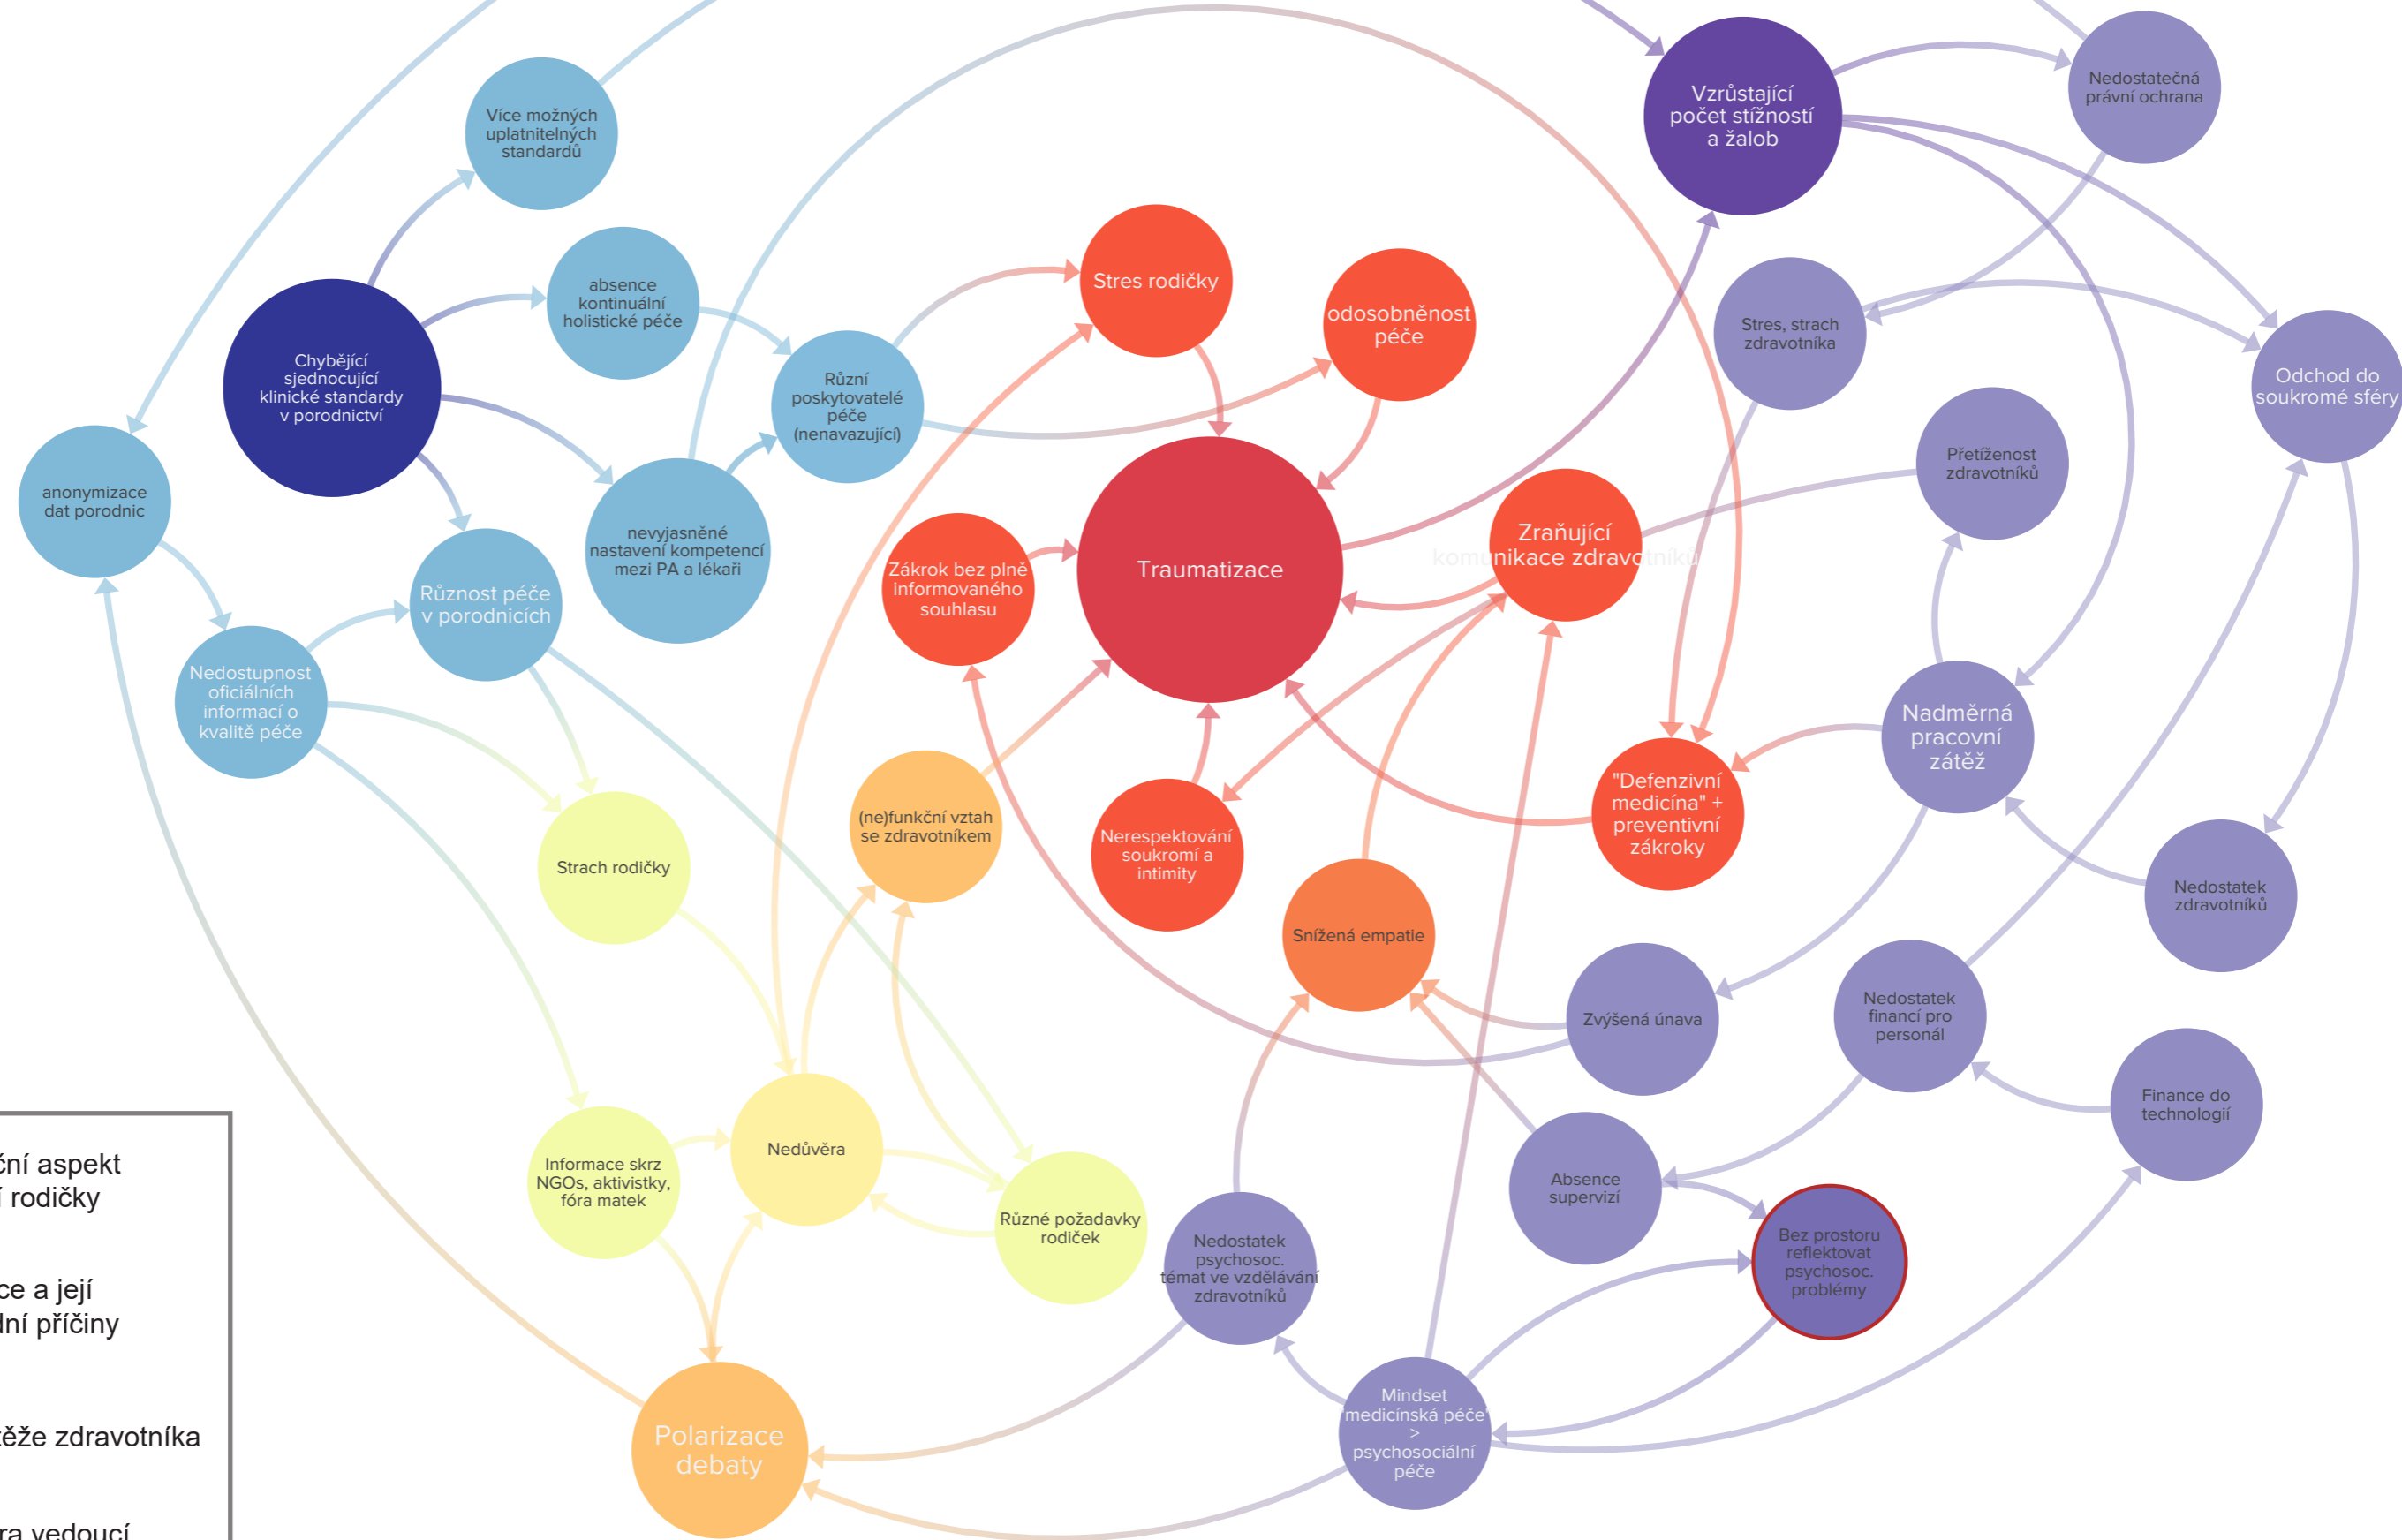 Více možných
uplatnitelných
standardů
Vzrůstající
počet stížností
a žalob
Nedostatečná
právní ochrana
absence
kontinuální
holistické péče
Stres rodičky
odosobněnost
péče
Stres, strach
zdravotníka
Chybějící
sjednocující
klinické standardy
v porodnictví
Různí
poskytovatelé
péče
(nenavazující)
Odchod do
soukromé sféry
Přetíženost
zdravotníků
anonymizace
dat porodnic
nevyjasněné
nastavení kompetencí
mezi PA a lékaři
Různost péče
v porodnicích
Zákrok bez plně
informovaného
souhlasu
Traumatizace
Zraňující
komunikace zdravotníků
Nedostupnost
oficiálních
informací o
kvalitě péče
Nadměrná
pracovní
zátěž
(ne)funkční vztah
se zdravotníkem
"Defenzivní
medicína" +
preventivní
zákroky
Strach rodičky
Nerespektování
soukromí a
intimity
Nedostatek
zdravotníků
Snížená empatie
Zvýšená únava
Nedostatek
financí pro
personál
Finance do
technologií
Informace skrz
NGOs, aktivistky,
fóra matek
Nedůvěra
Různé požadavky
rodiček
Absence
supervizí
Nedostatek
psychosoc.
témat ve vzdělávání
zdravotníků
Bez prostoru
reflektovat
psychosoc.
problémy
Polarizace
debaty
Mindset
medicínská péče
>
psychosociální
péče
ční aspekt
í rodičky
ce a její
dní příčiny
těže zdravotníka
ra vedoucí